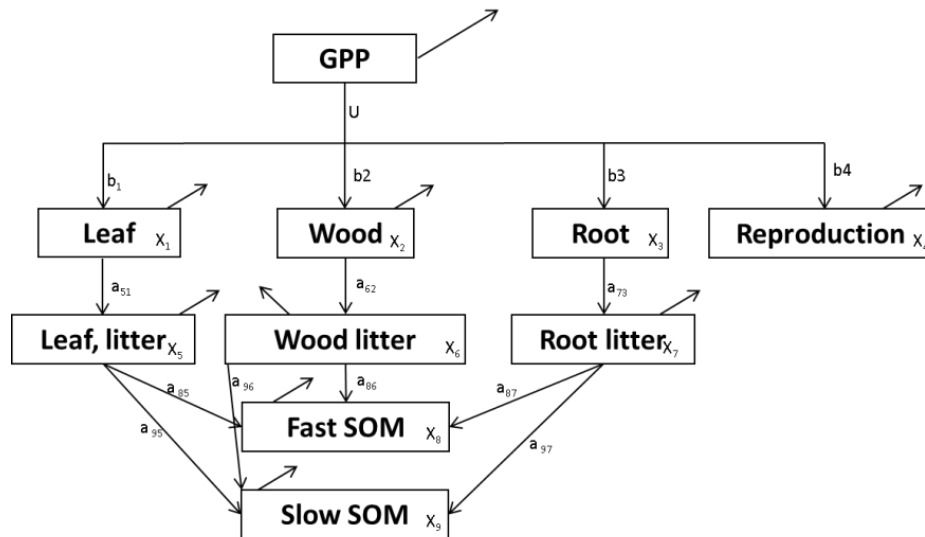 GPP
U
b₁
b2
b3
b4
Leaf X₁
Wood X₂
Root X₃
Reproduction X₄
a₅₁
a₆₂
a₇₃
Leaf, litter X₅
Wood litter X₆
Root litter X₇
a₈₅
a₉₆
a₈₆
a₈₇
Fast SOM X₈
a₉₅
a₉₇
Slow SOM X₉